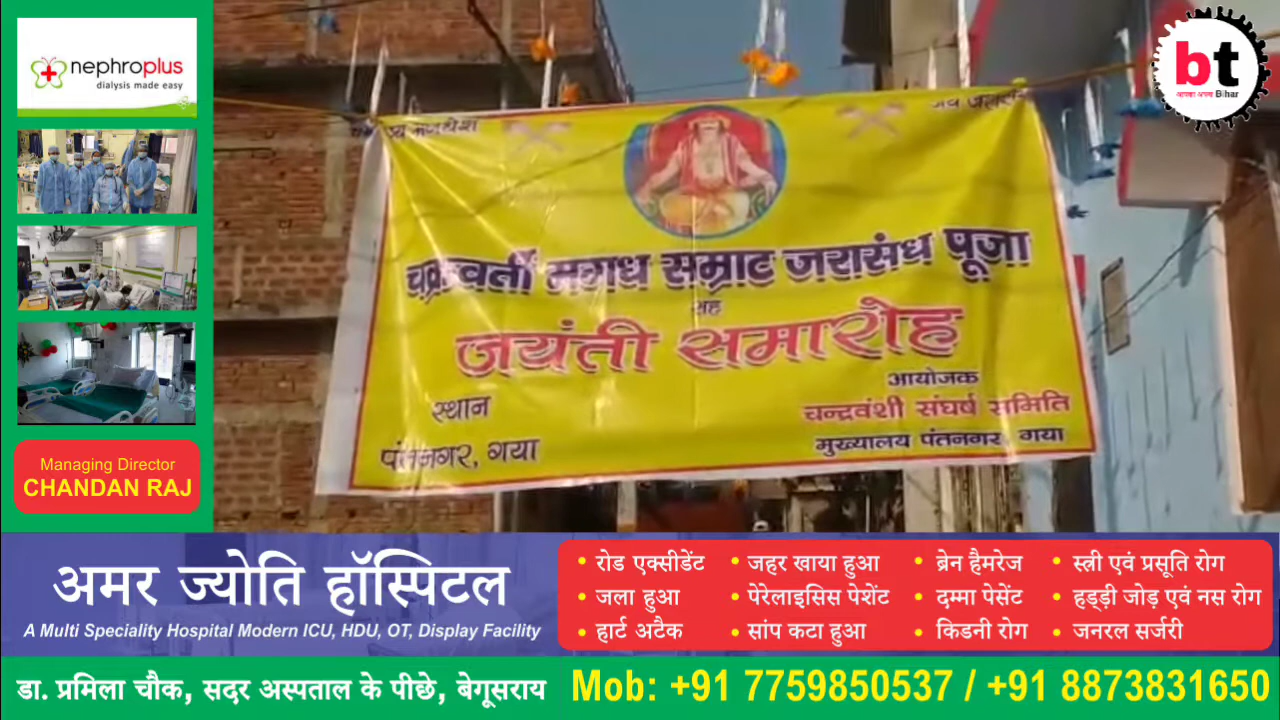 nephroplus
dialysis made easy
bt
आपका अपना Bihar
चक्रवर्ती मगध सम्राट जरासंध पूजा
सह
जयंती समारोह
स्थान
पंतनगर, गया
आयोजक
चन्द्रवंशी संघर्ष समिति
मुख्यालय पंतनगर, गया
Managing Director
CHANDAN RAJ
अमर ज्योति हॉस्पिटल
A Multi Speciality Hospital Modern ICU, HDU, OT, Display Facility
• रोड एक्सीडेंट • जहर खाया हुआ • ब्रेन हैमरेज • स्त्री एवं प्रसूति रोग
• जला हुआ • पेरेलाइसिस पेशेंट • दम्मा पेसेंट • हड्ड़ी जोड़ एवं नस रोग
• हार्ट अटैक • सांप कटा हुआ • किडनी रोग • जनरल सर्जरी
डा. प्रमिला चौक, सदर अस्पताल के पीछे, बेगूसराय
Mob: +91 7759850537 / +91 8873831650